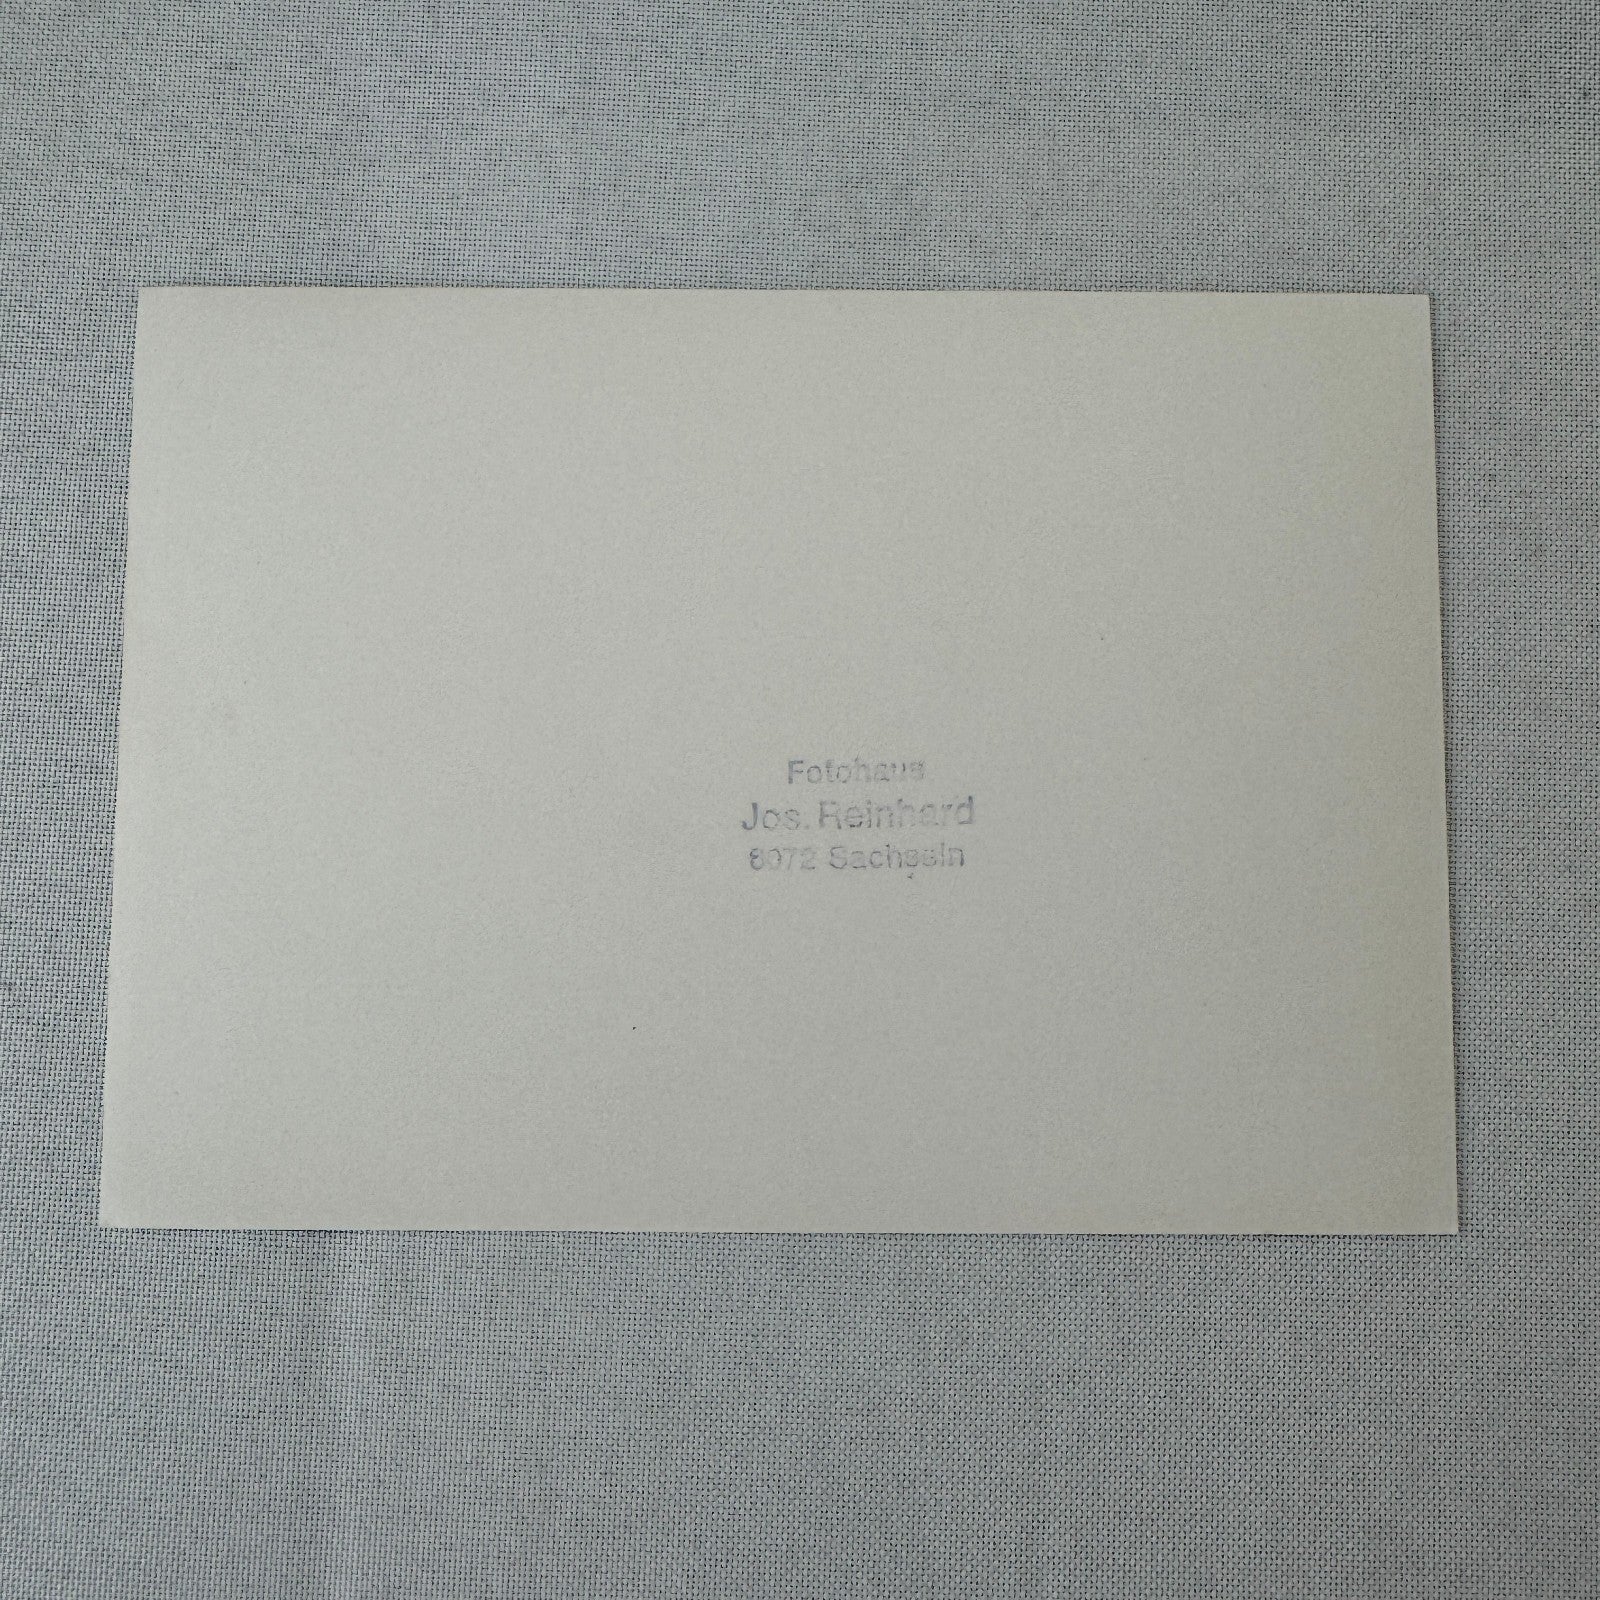 Fotohaus
Jos. Reinhard
6072 Sachseln